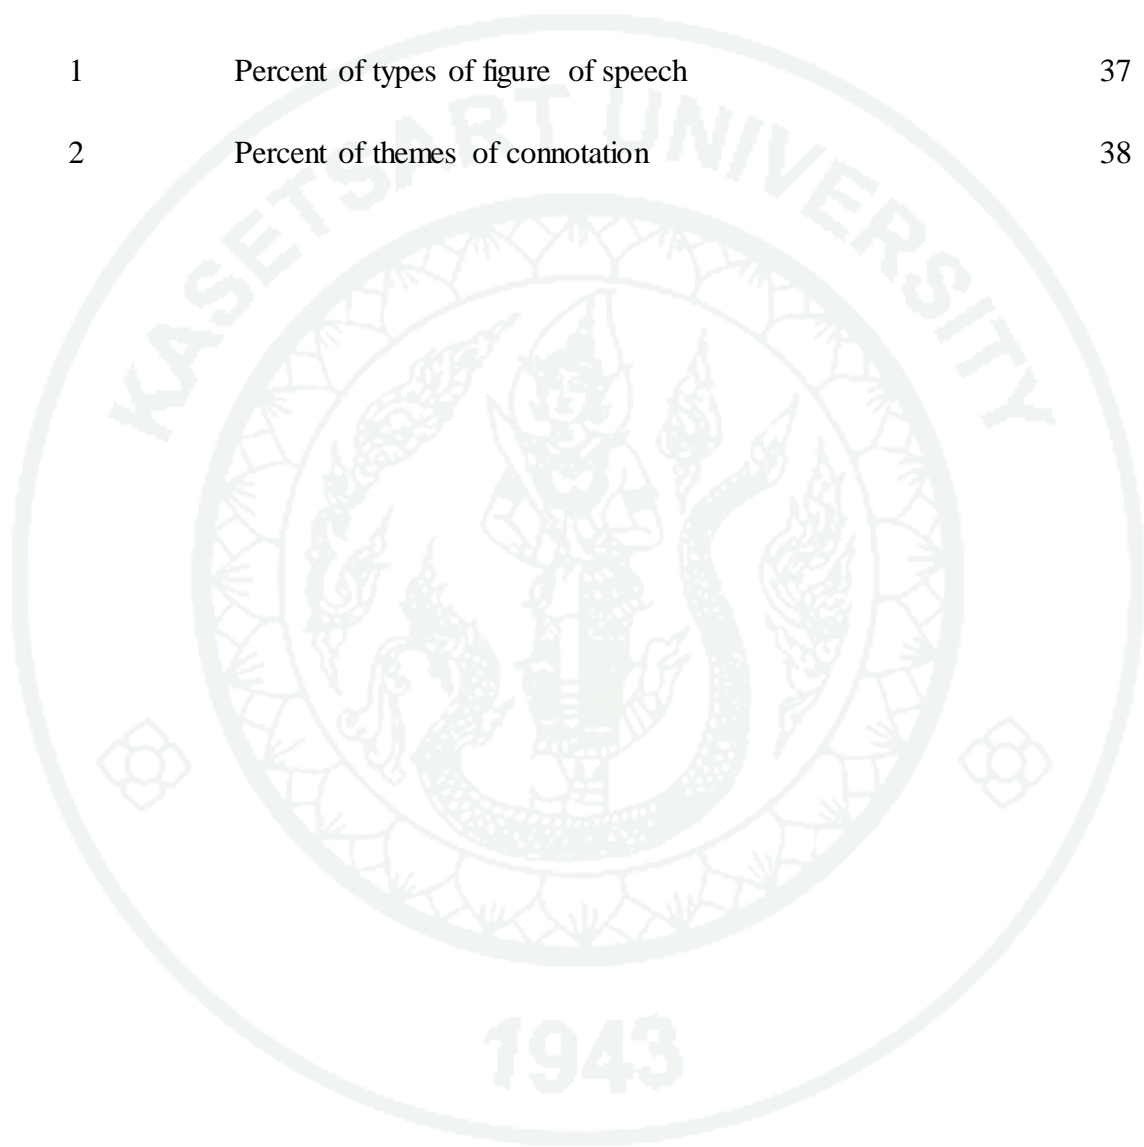 1 Percent of types of figure of speech 37
2 Percent of themes of connotation 38
KASETSART UNIVERSITY
1943